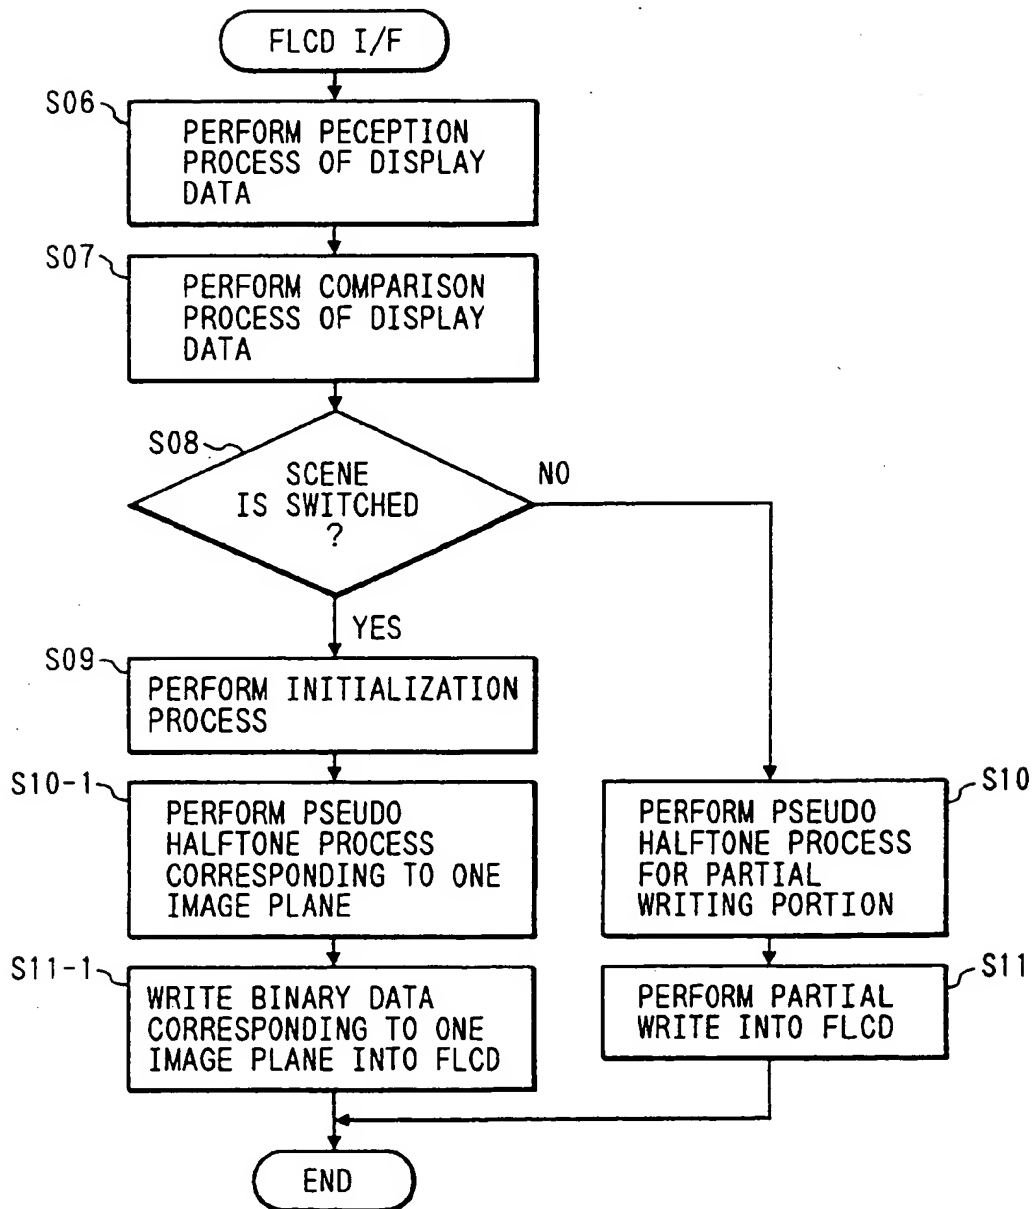 FLCD I/F
S06
PERFORM PECEPTION
PROCESS OF DISPLAY
DATA
S07
PERFORM COMPARISON
PROCESS OF DISPLAY
DATA
S08
SCENE
IS SWITCHED
?
NO
YES
S09
PERFORM INITIALIZATION
PROCESS
S10-1
PERFORM PSEUDO
HALFTONE PROCESS
CORRESPONDING TO ONE
IMAGE PLANE
S10
PERFORM PSEUDO
HALFTONE PROCESS
FOR PARTIAL
WRITING PORTION
S11-1
WRITE BINARY DATA
CORRESPONDING TO ONE
IMAGE PLANE INTO FLCD
S11
PERFORM PARTIAL
WRITE INTO FLCD
END